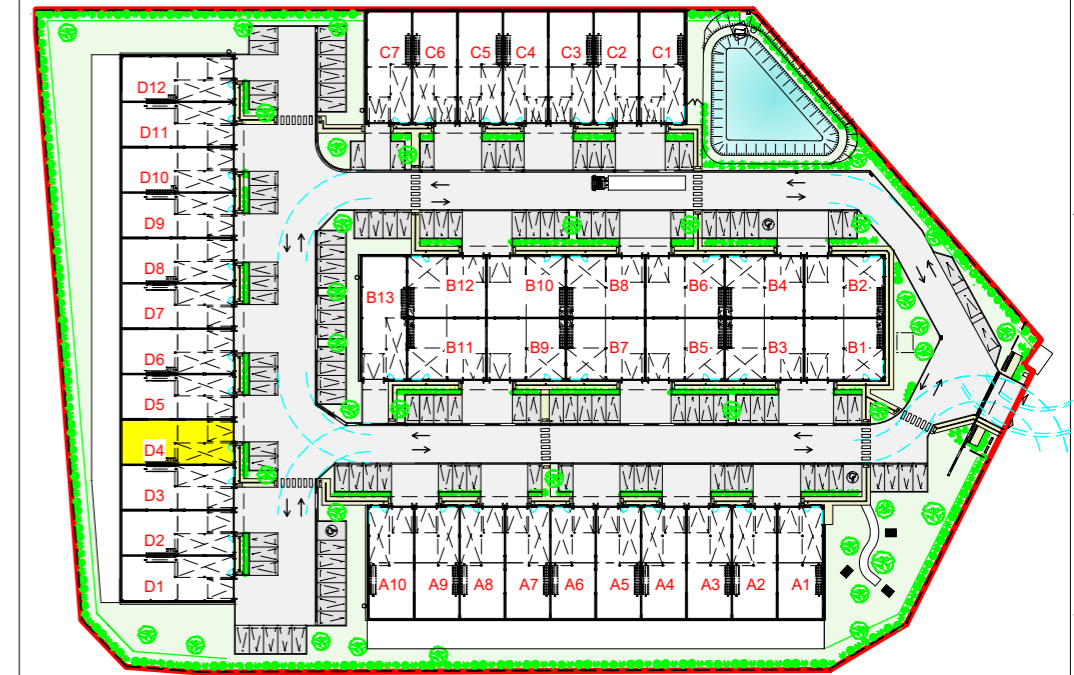 C7 C6 C5 C4 C3 C2 C1
D12
D11
D10
D9
D8
D7
D6
D5
D4
D3
D2
D1
B12 B10 B8 B6 B4 B2
B13
B11 B9 B7 B5 B3 B1
A10 A9 A8 A7 A6 A5 A4 A3 A2 A1